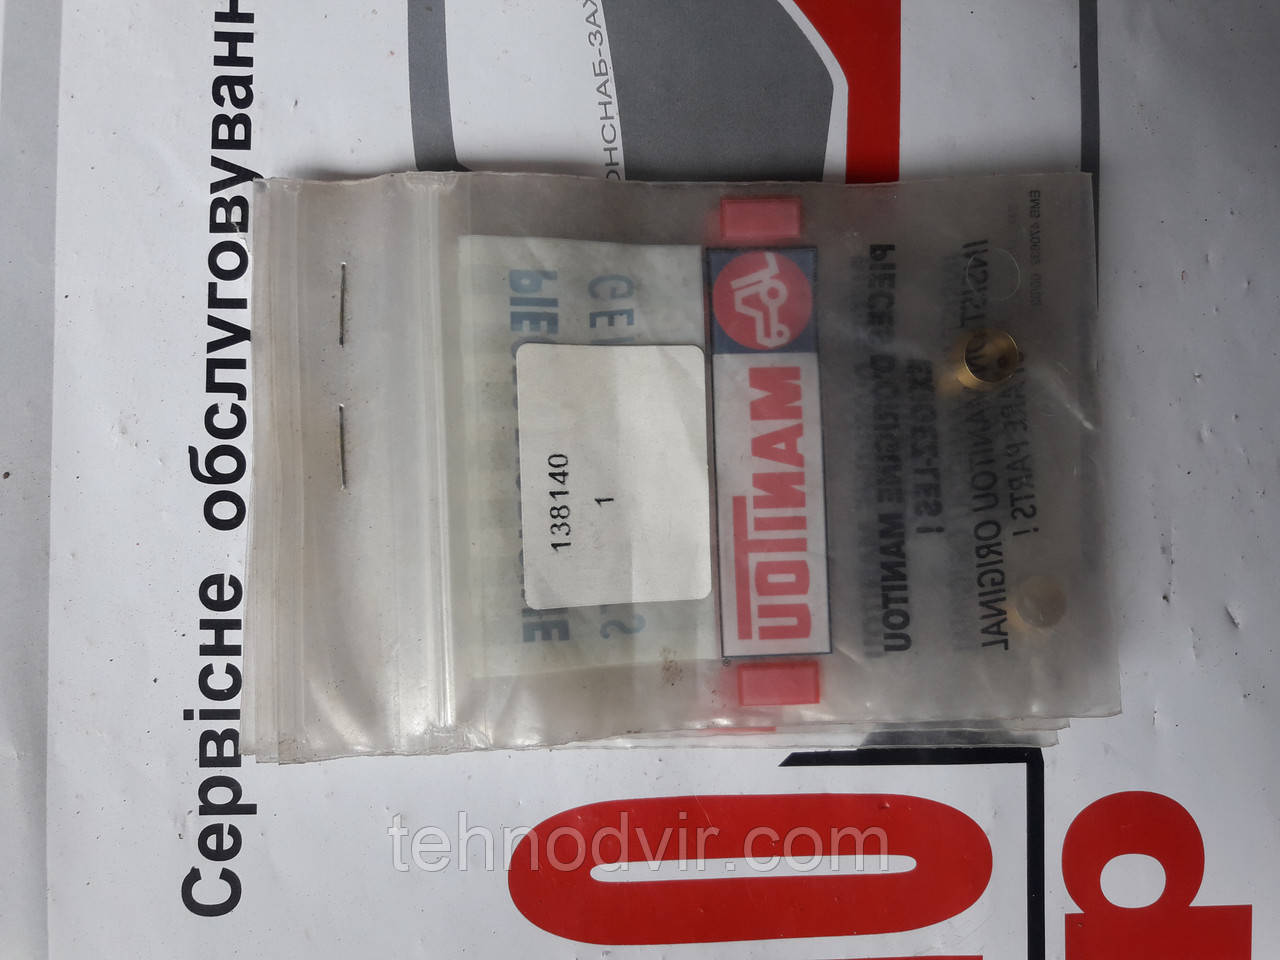 Сервісне обслуговуванн
ОНСНАБ-ЗАХ
138140
1
MANITOU
PIECES D'ORIGINE MANITOU
EXIGEZ-LES !
INSIST ON MANITOU ORIGINAL
SPARE PARTS !
tehnodvir.com